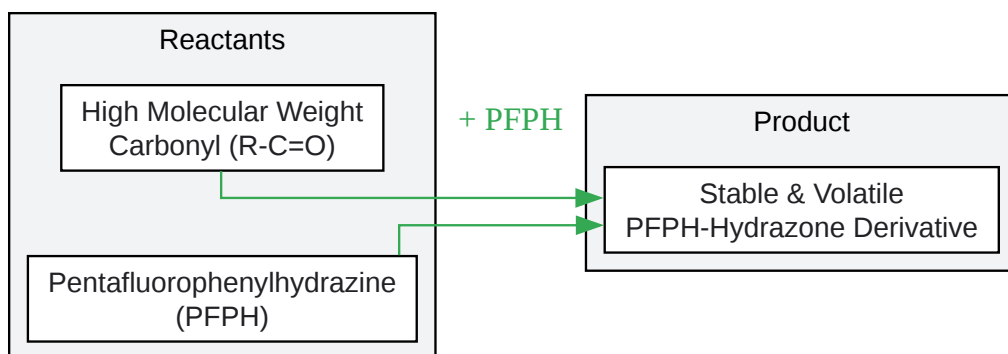 Reactants
High Molecular Weight
Carbonyl (R-C=O)
+ PFPH
Product
Stable & Volatile
PFPH-Hydrazone Derivative
Pentafluorophenylhydrazine
(PFPH)